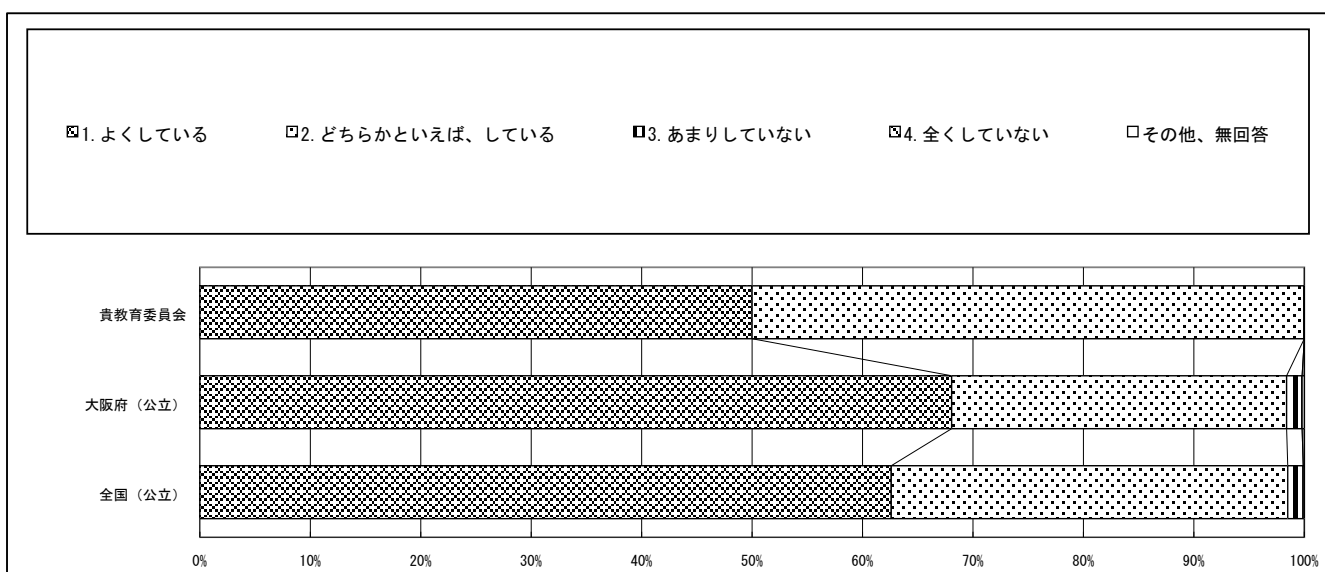 1.よくしている 2.どちらかといえば、している 3.あまりしていない 4.全くしていない その他、無回答
貴教育委員会
大阪府（公立）
全国（公立）
0% 10% 20% 30% 40% 50% 60% 70% 80% 90% 100%